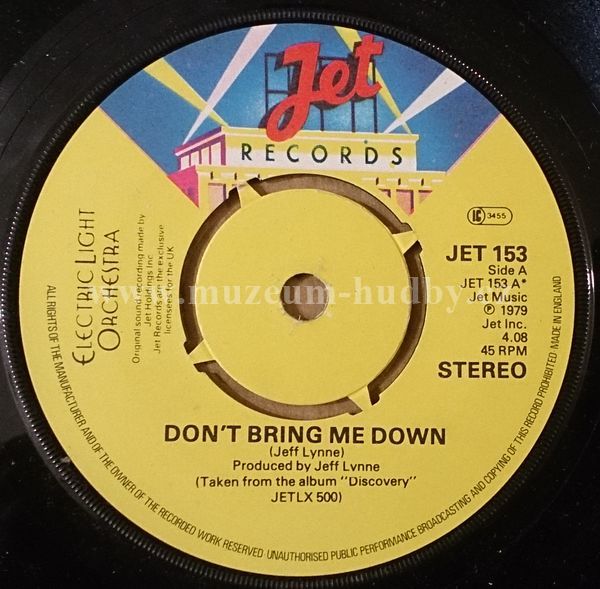 Jet
RECORDS
IC 3455
JET 153
Side A
JET 153 A*
Jet Music
Ⓟ 1979
Jet Inc.
4.08
45 RPM
STEREO
ELECTRIC LIGHT
ORCHESTRA
Original sound recording made by
Jet Holdings Inc.
Jet Records are the exclusive
licensees for the UK
www.muzeum-hudby.
DON'T BRING ME DOWN
(Jeff Lynne)
Produced by Jeff Lynne
(Taken from the album "Discovery"
JETLX 500)
ALL RIGHTS OF THE MANUFACTURER AND OF THE OWNER OF THE RECORDED WORK RESERVED UNAUTHORISED PUBLIC PERFORMANCE BROADCASTING AND COPYING OF THIS RECORD PROHIBITED MADE IN ENGLAND